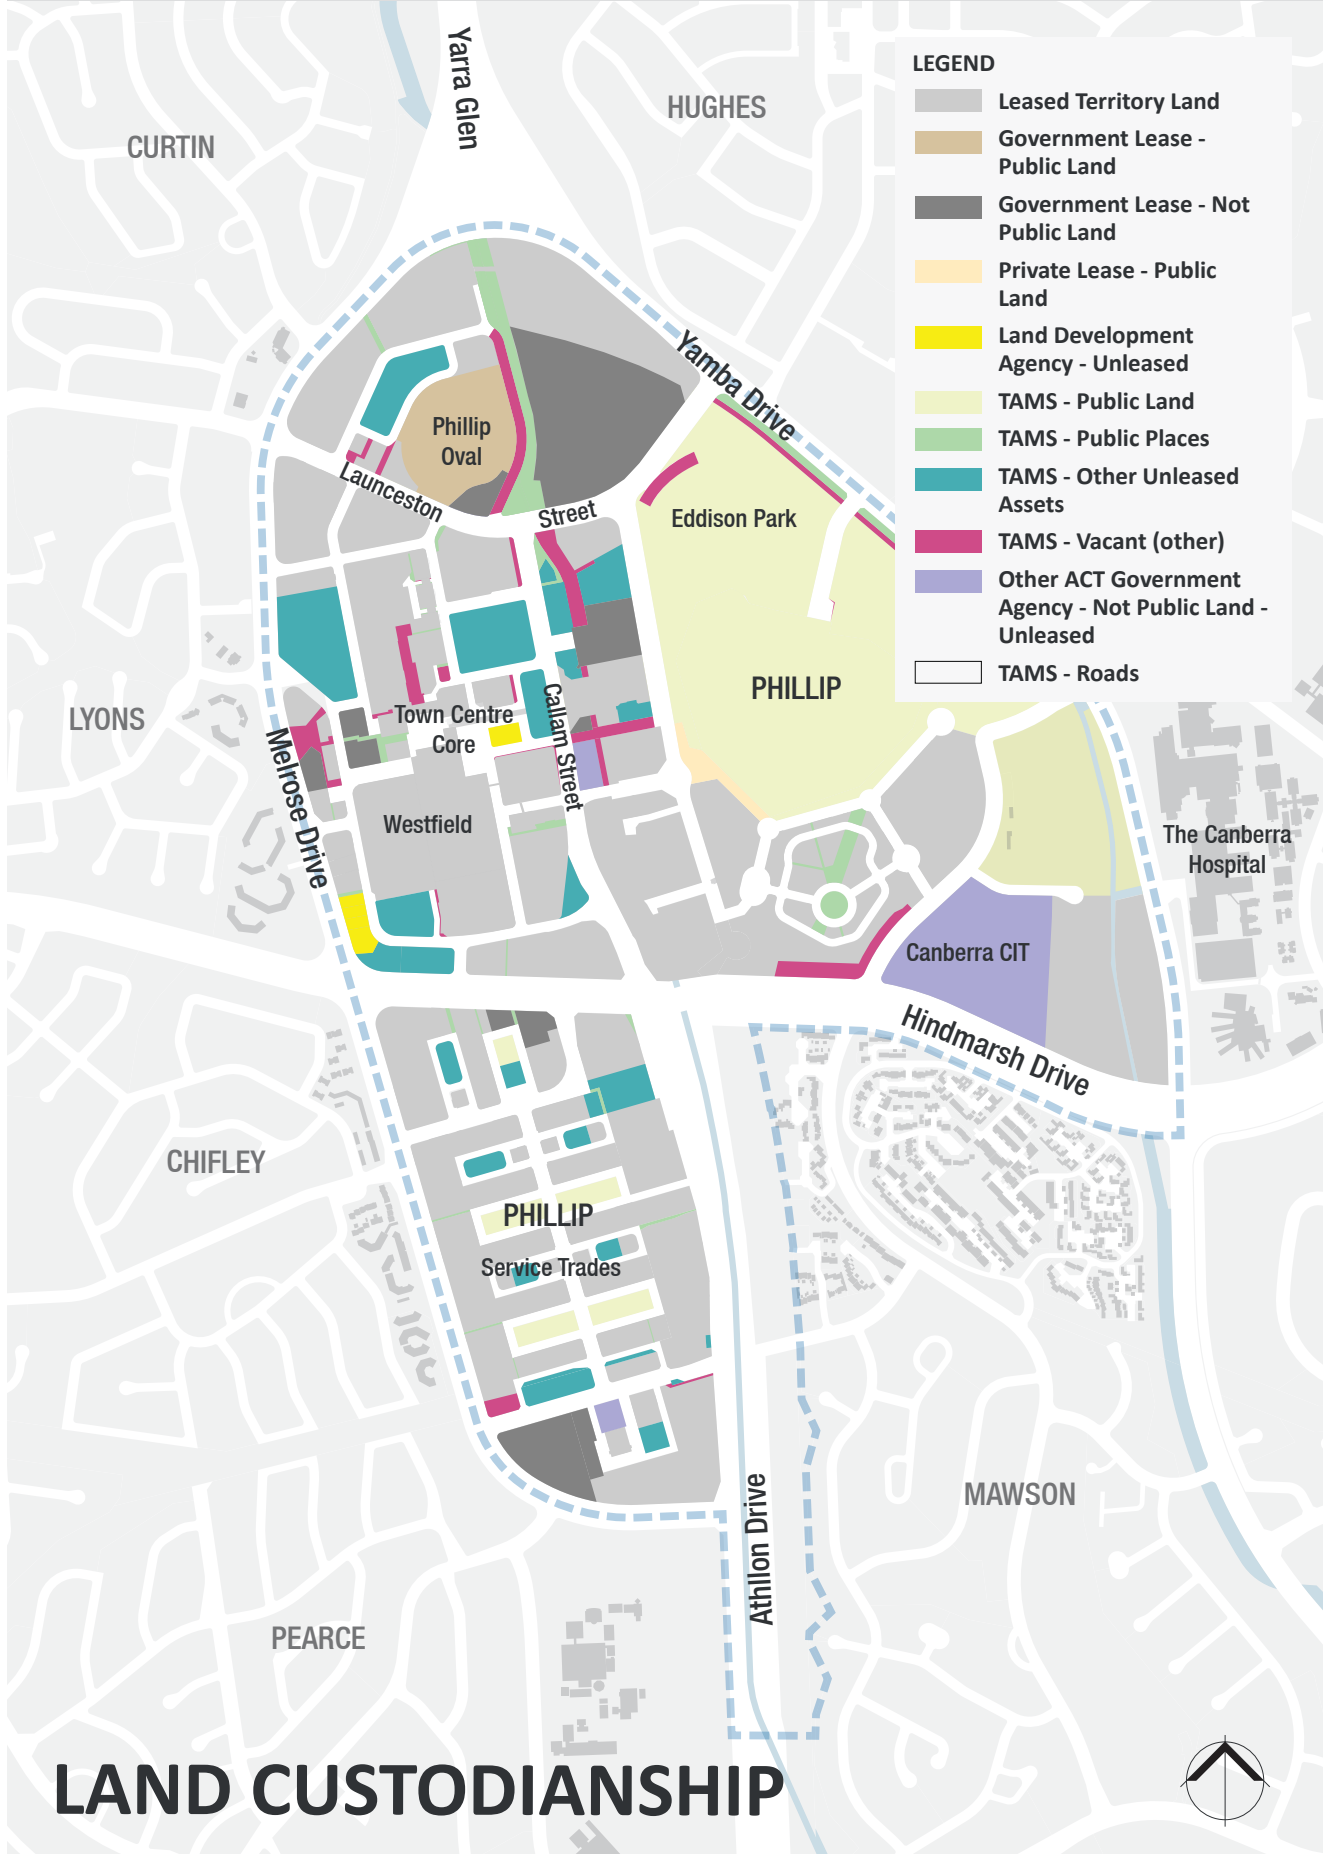 Yarra Glen
HUGHES
CURTIN
LEGEND
Leased Territory Land
Government Lease -
Public Land
Government Lease - Not
Public Land
Private Lease - Public
Land
Land Development
Agency - Unleased
TAMS - Public Land
TAMS - Public Places
TAMS - Other Unleased
Assets
TAMS - Vacant (other)
Other ACT Government
Agency - Not Public Land -
Unleased
TAMS - Roads
Yamba Drive
Phillip
Oval
Launceston
Street
Eddison Park
PHILLIP
LYONS
Town Centre
Core
Callam Street
Melrose Drive
Westfield
The Canberra
Hospital
Canberra CIT
Hindmarsh Drive
CHIFLEY
PHILLIP
Service Trades
MAWSON
Athllon Drive
PEARCE
LAND CUSTODIANSHIP